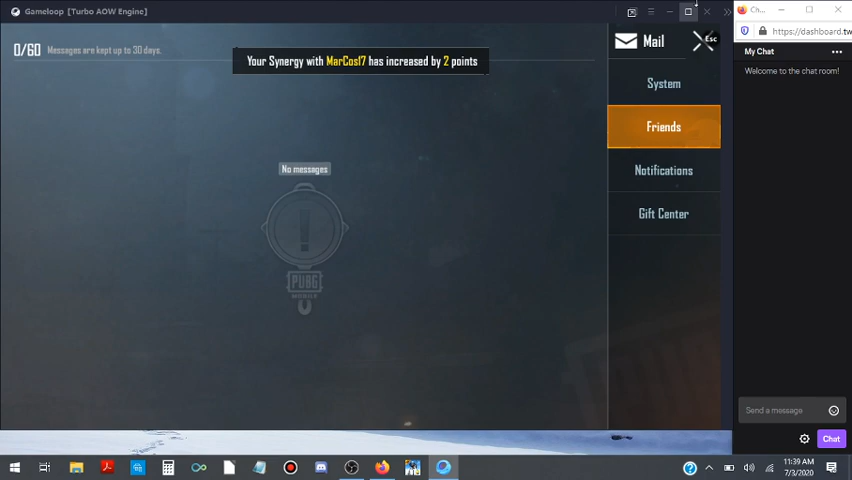 Gameloop [Turbo AOW Engine]
0/60 Messages are kept up to 30 days.
Your Synergy with MarCos17 has increased by 2 points
No messages
PUBG
MOBILE
Mail
Esc
System
Friends
Notifications
Gift Center
Ch...
https://dashboard.tw
My Chat
Welcome to the chat room!
Send a message
Chat
11:39 AM
7/3/2020